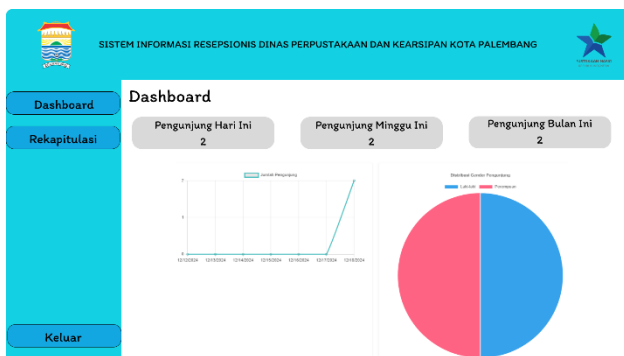 SISTEM INFORMASI RESEPSIONIS DINAS PERPUSTAKAAN DAN KEARSIPAN KOTA PALEMBANG
Dashboard
Rekapitulasi
Keluar
Dashboard
Pengunjung Hari Ini
2
Pengunjung Minggu Ini
2
Pengunjung Bulan Ini
2
Jumlah Pengunjung
2
1
0
12/12/2024 12/13/2024 12/14/2024 12/15/2024 12/16/2024 12/17/2024 12/18/2024
Distribusi Gender Pengunjung
Laki-laki Perempuan